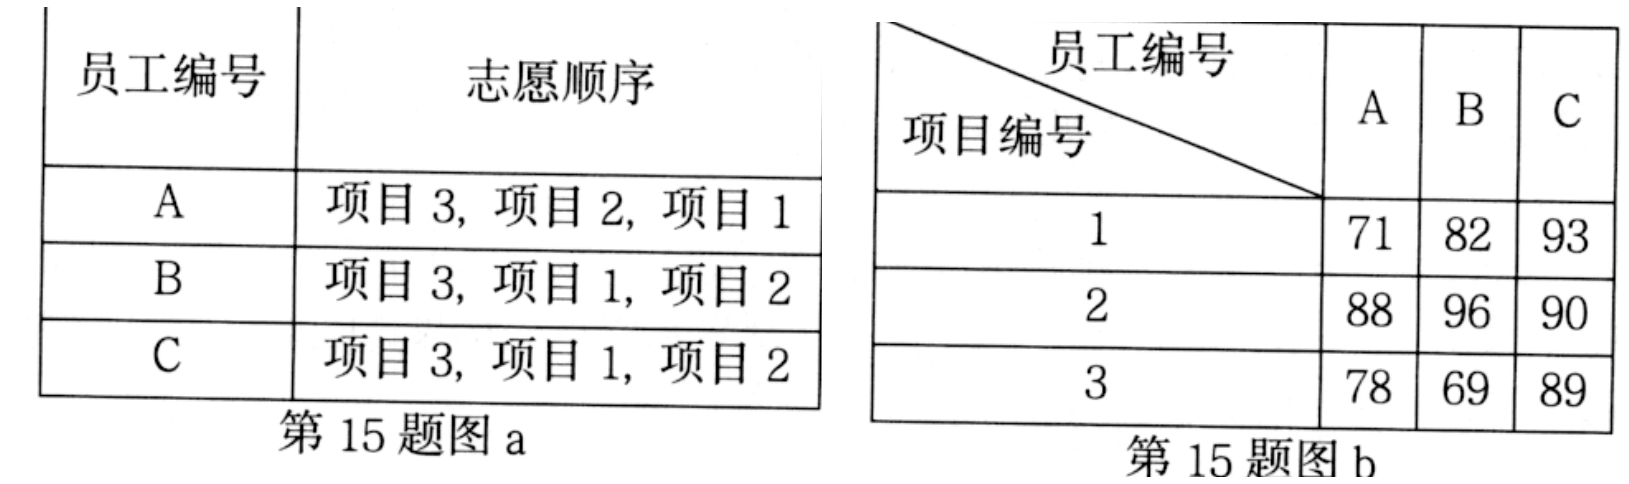 员工编号 志愿顺序
A 项目 3, 项目 2, 项目 1
B 项目 3, 项目 1, 项目 2
C 项目 3, 项目 1, 项目 2
第 15 题图 a
员工编号
项目编号 A B C
1 71 82 93
2 88 96 90
3 78 69 89
第 15 题图 b